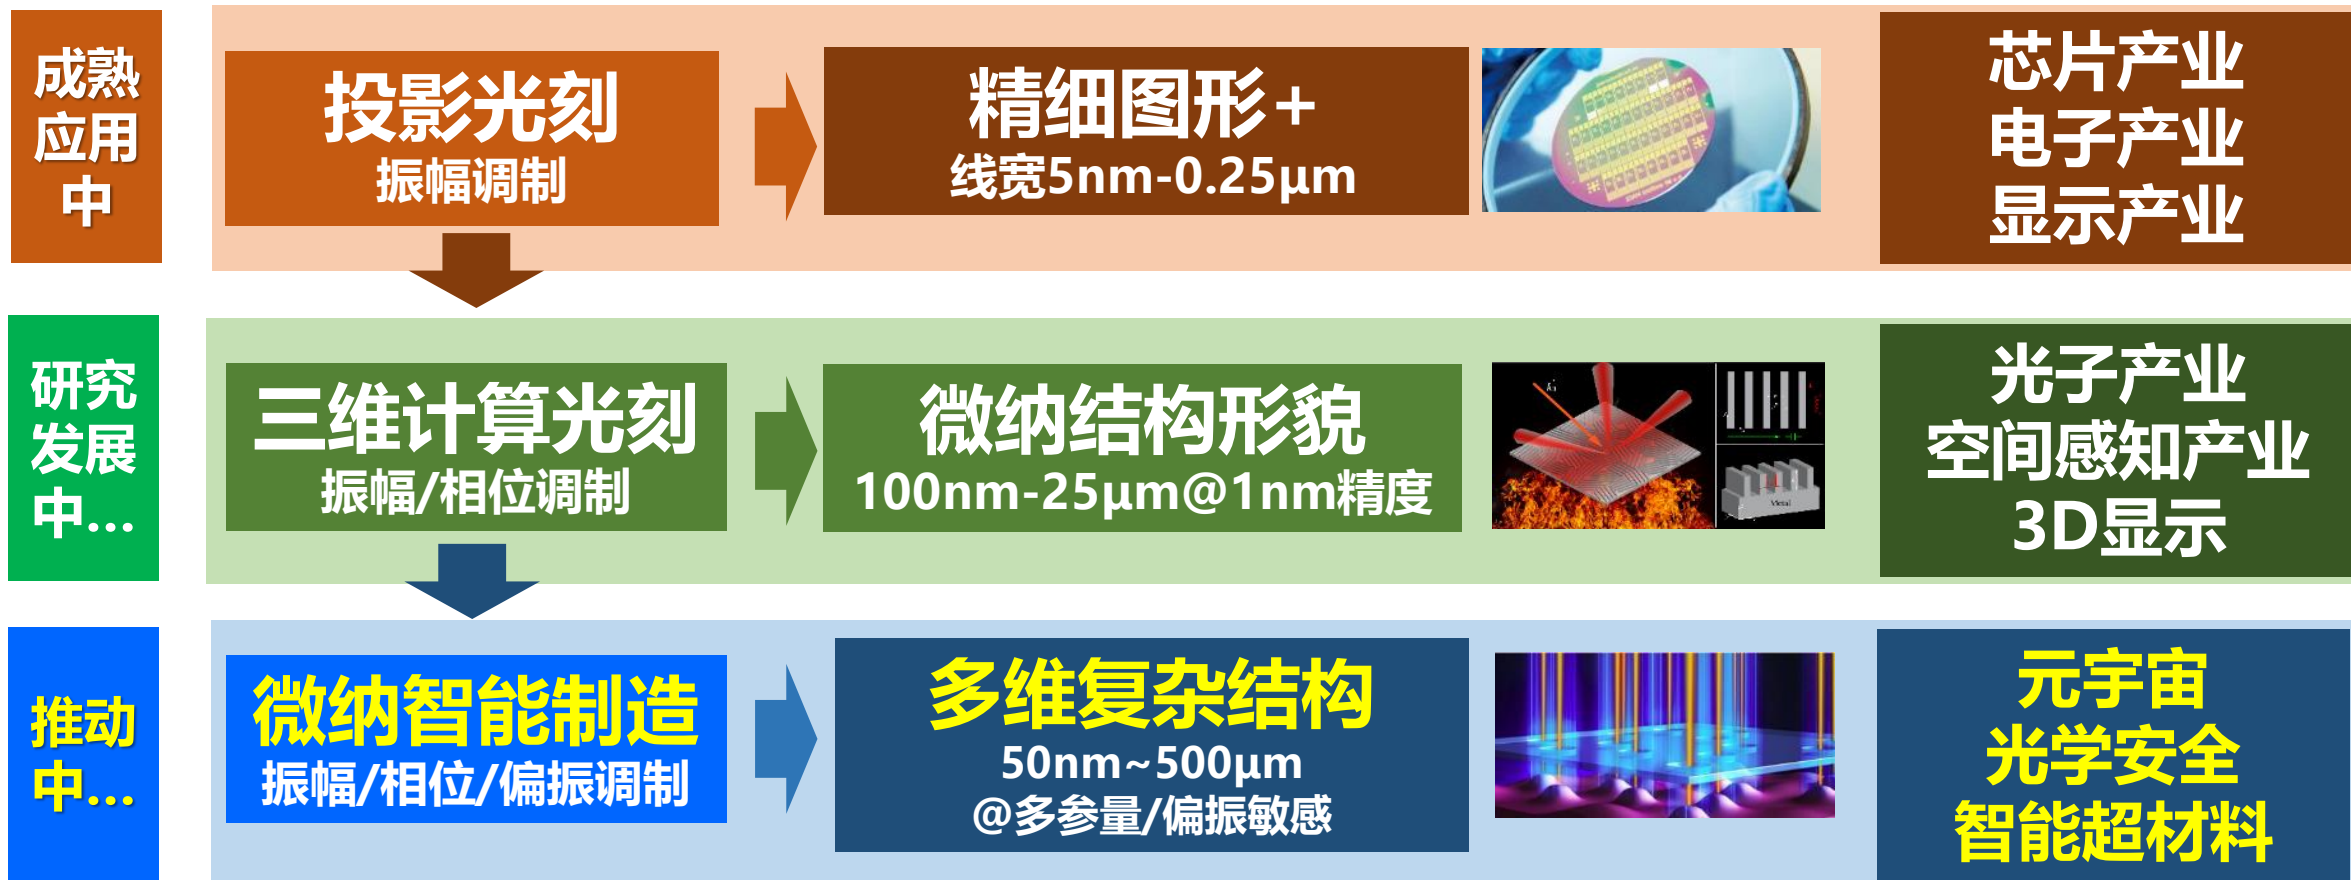 成熟
应用
中
投影光刻
振幅调制
精细图形+
线宽5nm-0.25μm
芯片产业
电子产业
显示产业
研究
发展
中...
三维计算光刻
振幅/相位调制
微纳结构形貌
100nm-25μm@1nm精度
Metal
光子产业
空间感知产业
3D显示
推动
中...
微纳智能制造
振幅/相位/偏振调制
多维复杂结构
50nm~500μm
@多参量/偏振敏感
元宇宙
光学安全
智能超材料